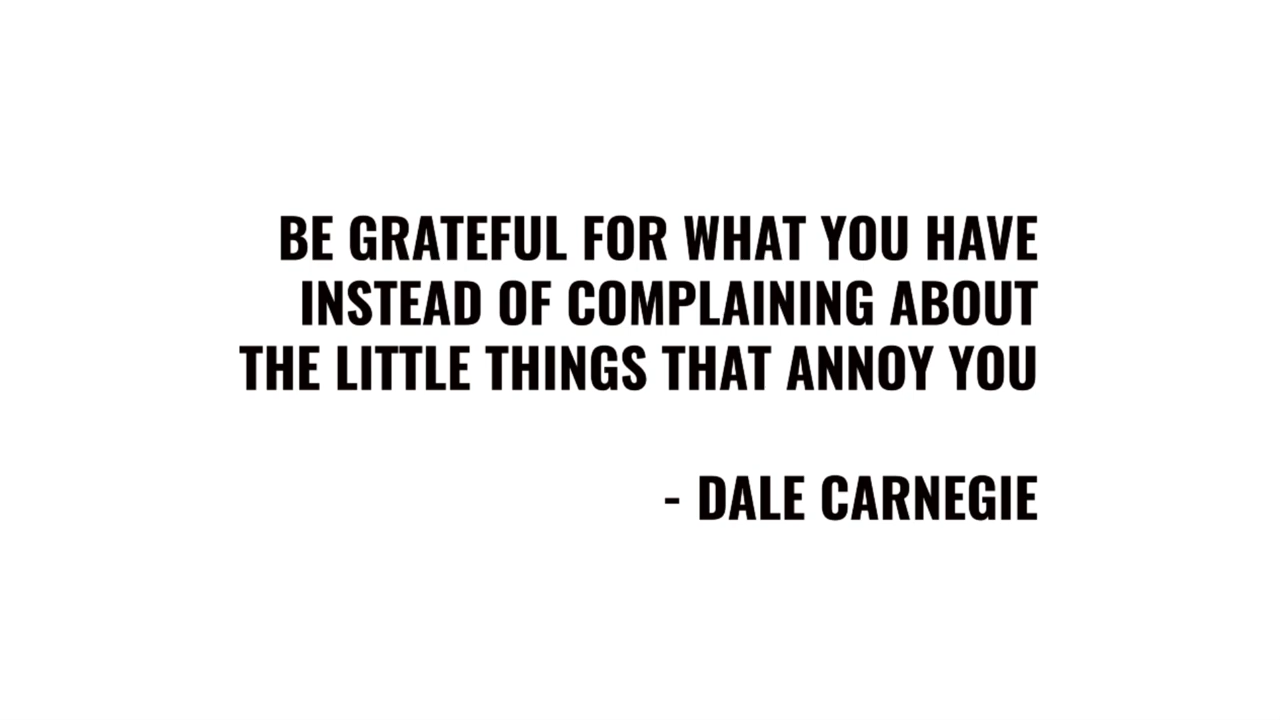 BE GRATEFUL FOR WHAT YOU HAVE
INSTEAD OF COMPLAINING ABOUT
THE LITTLE THINGS THAT ANNOY YOU
- DALE CARNEGIE